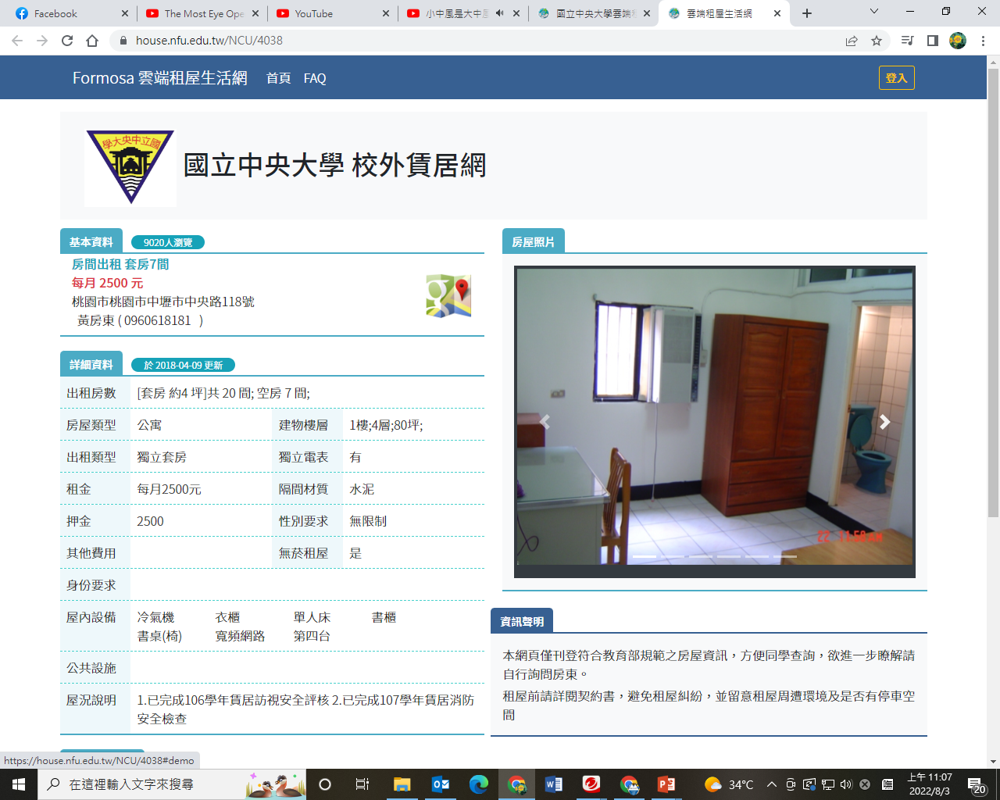 Facebook
The Most Eye Ope
YouTube
小中風是大中風
國立中央大學雲端租
雲端租屋生活網
house.nfu.edu.tw/NCU/4038
Formosa 雲端租屋生活網
首頁
FAQ
登入
國立中央大學
國立中央大學 校外賃居網
基本資料
9020人瀏覽
房間出租 套房7間
每月 2500 元
桃園市桃園市中壢市中央路118號
黃房東 ( 0960618181 )
詳細資料
於 2018-04-09 更新
出租房數 [套房 約4 坪]共 20 間; 空房 7 間;
房屋類型 公寓 建物樓層 1樓;4層;80坪;
出租類型 獨立套房 獨立電表 有
租金 每月2500元 隔間材質 水泥
押金 2500 性別要求 無限制
其他費用 無菸租屋 是
身份要求
屋內設備 冷氣機 衣櫃 單人床 書櫃
書桌(椅) 寬頻網路 第四台
公共設施
屋況說明 1.已完成106學年賃居訪視安全評核 2.已完成107學年賃居消防
安全檢查
房屋照片
22 11:58 AM
資訊聲明
本網頁僅刊登符合教育部規範之房屋資訊，方便同學查詢，欲進一步瞭解請
自行詢問房東。
租屋前請詳閱契約書，避免租屋糾紛，並留意租屋周遭環境及是否有停車空
間
https://house.nfu.edu.tw/NCU/4038#demo
在這裡輸入文字來搜尋
34°C
上午 11:07
2022/8/3
20